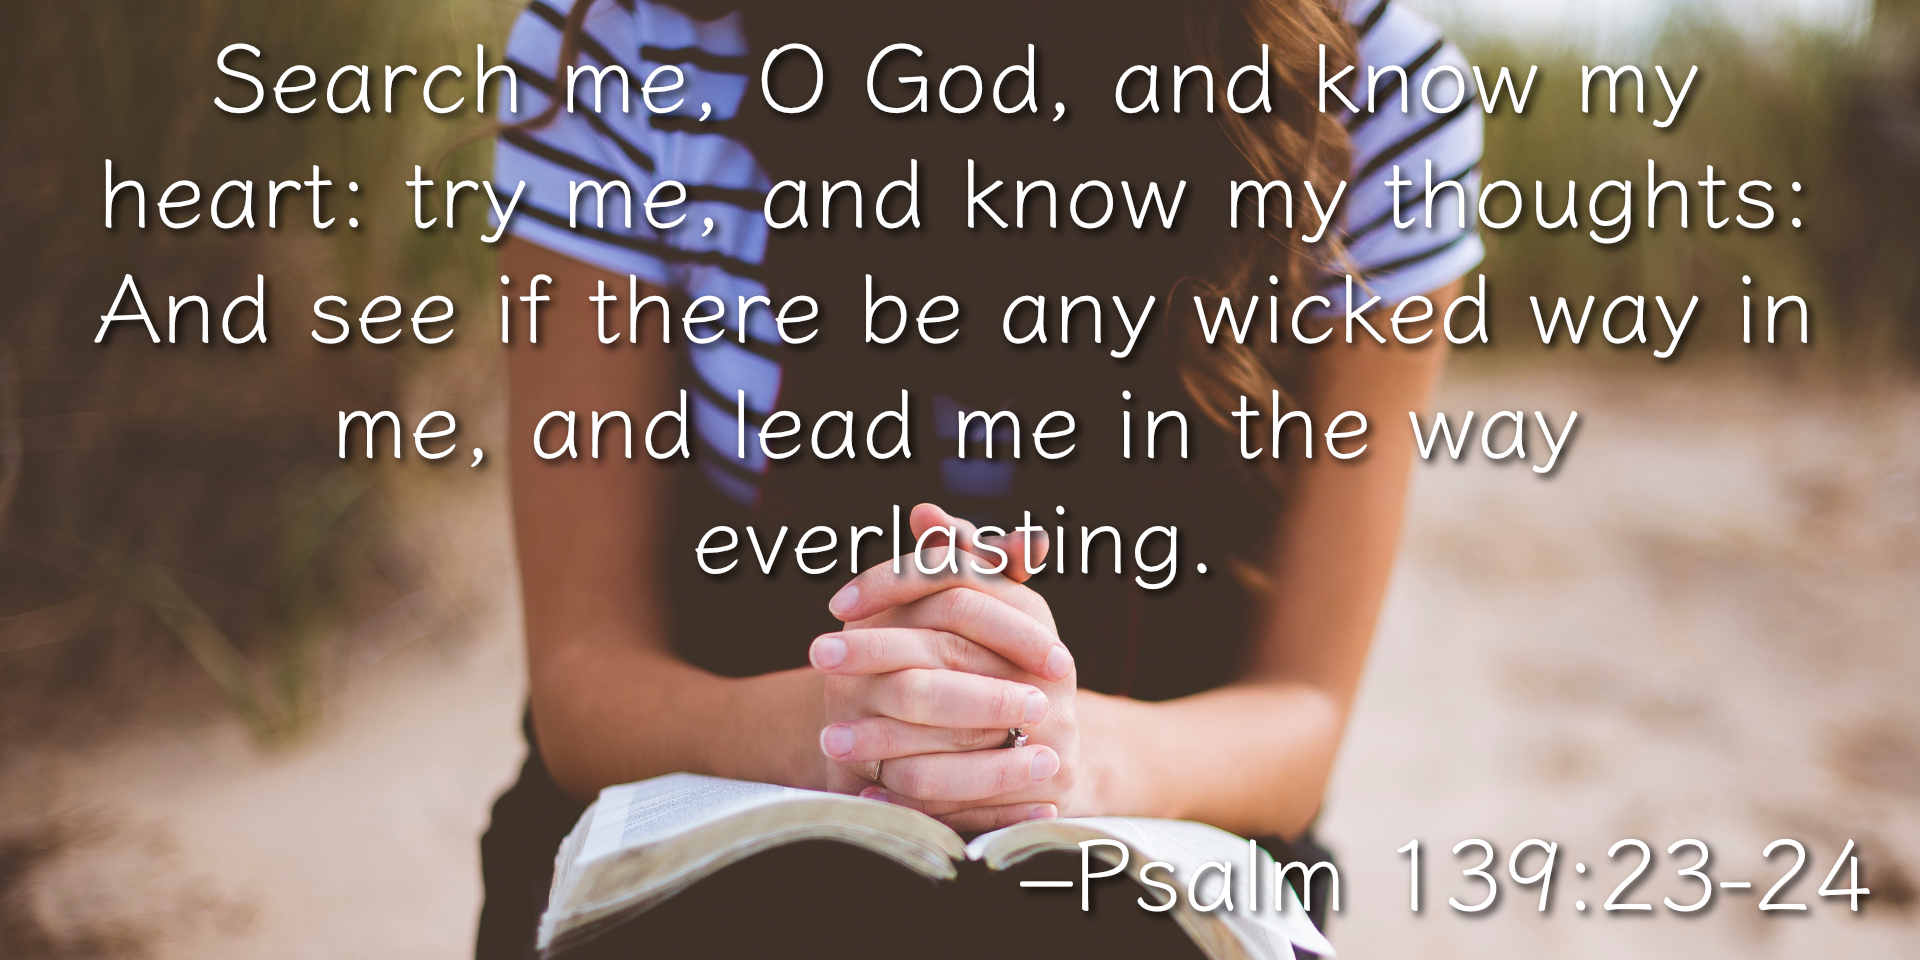 Search me, O God, and know my
heart: try me, and know my thoughts:
And see if there be any wicked way in
me, and lead me in the way
everlasting.
–Psalm 139:23-24